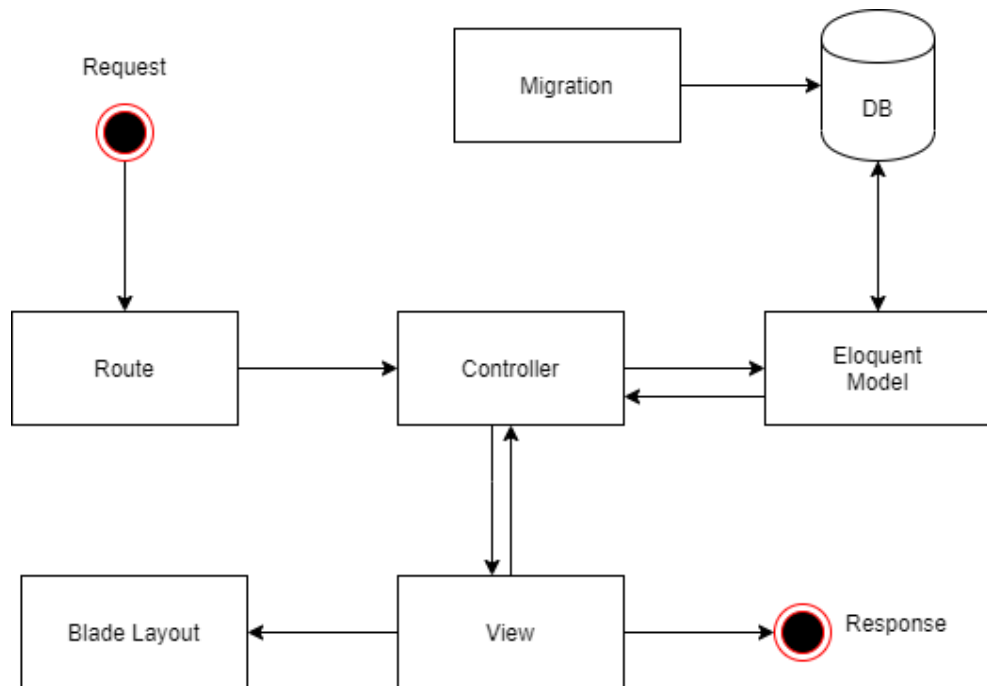 Request
Migration
DB
Route
Controller
Eloquent
Model
Blade Layout
View
Response